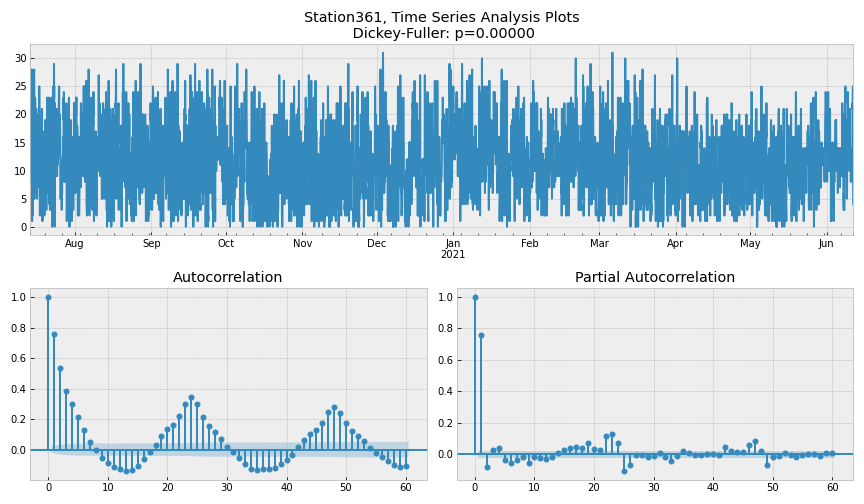 Station361, Time Series Analysis Plots
Dickey-Fuller: p=0.00000
30
25
20
15
10
5
0
Aug Sep Oct Nov Dec Jan Feb Mar Apr May Jun
2021
Autocorrelation
1.0
0.8
0.6
0.4
0.2
0.0
0 10 20 30 40 50 60
Partial Autocorrelation
1.0
0.8
0.6
0.4
0.2
0.0
0 10 20 30 40 50 60